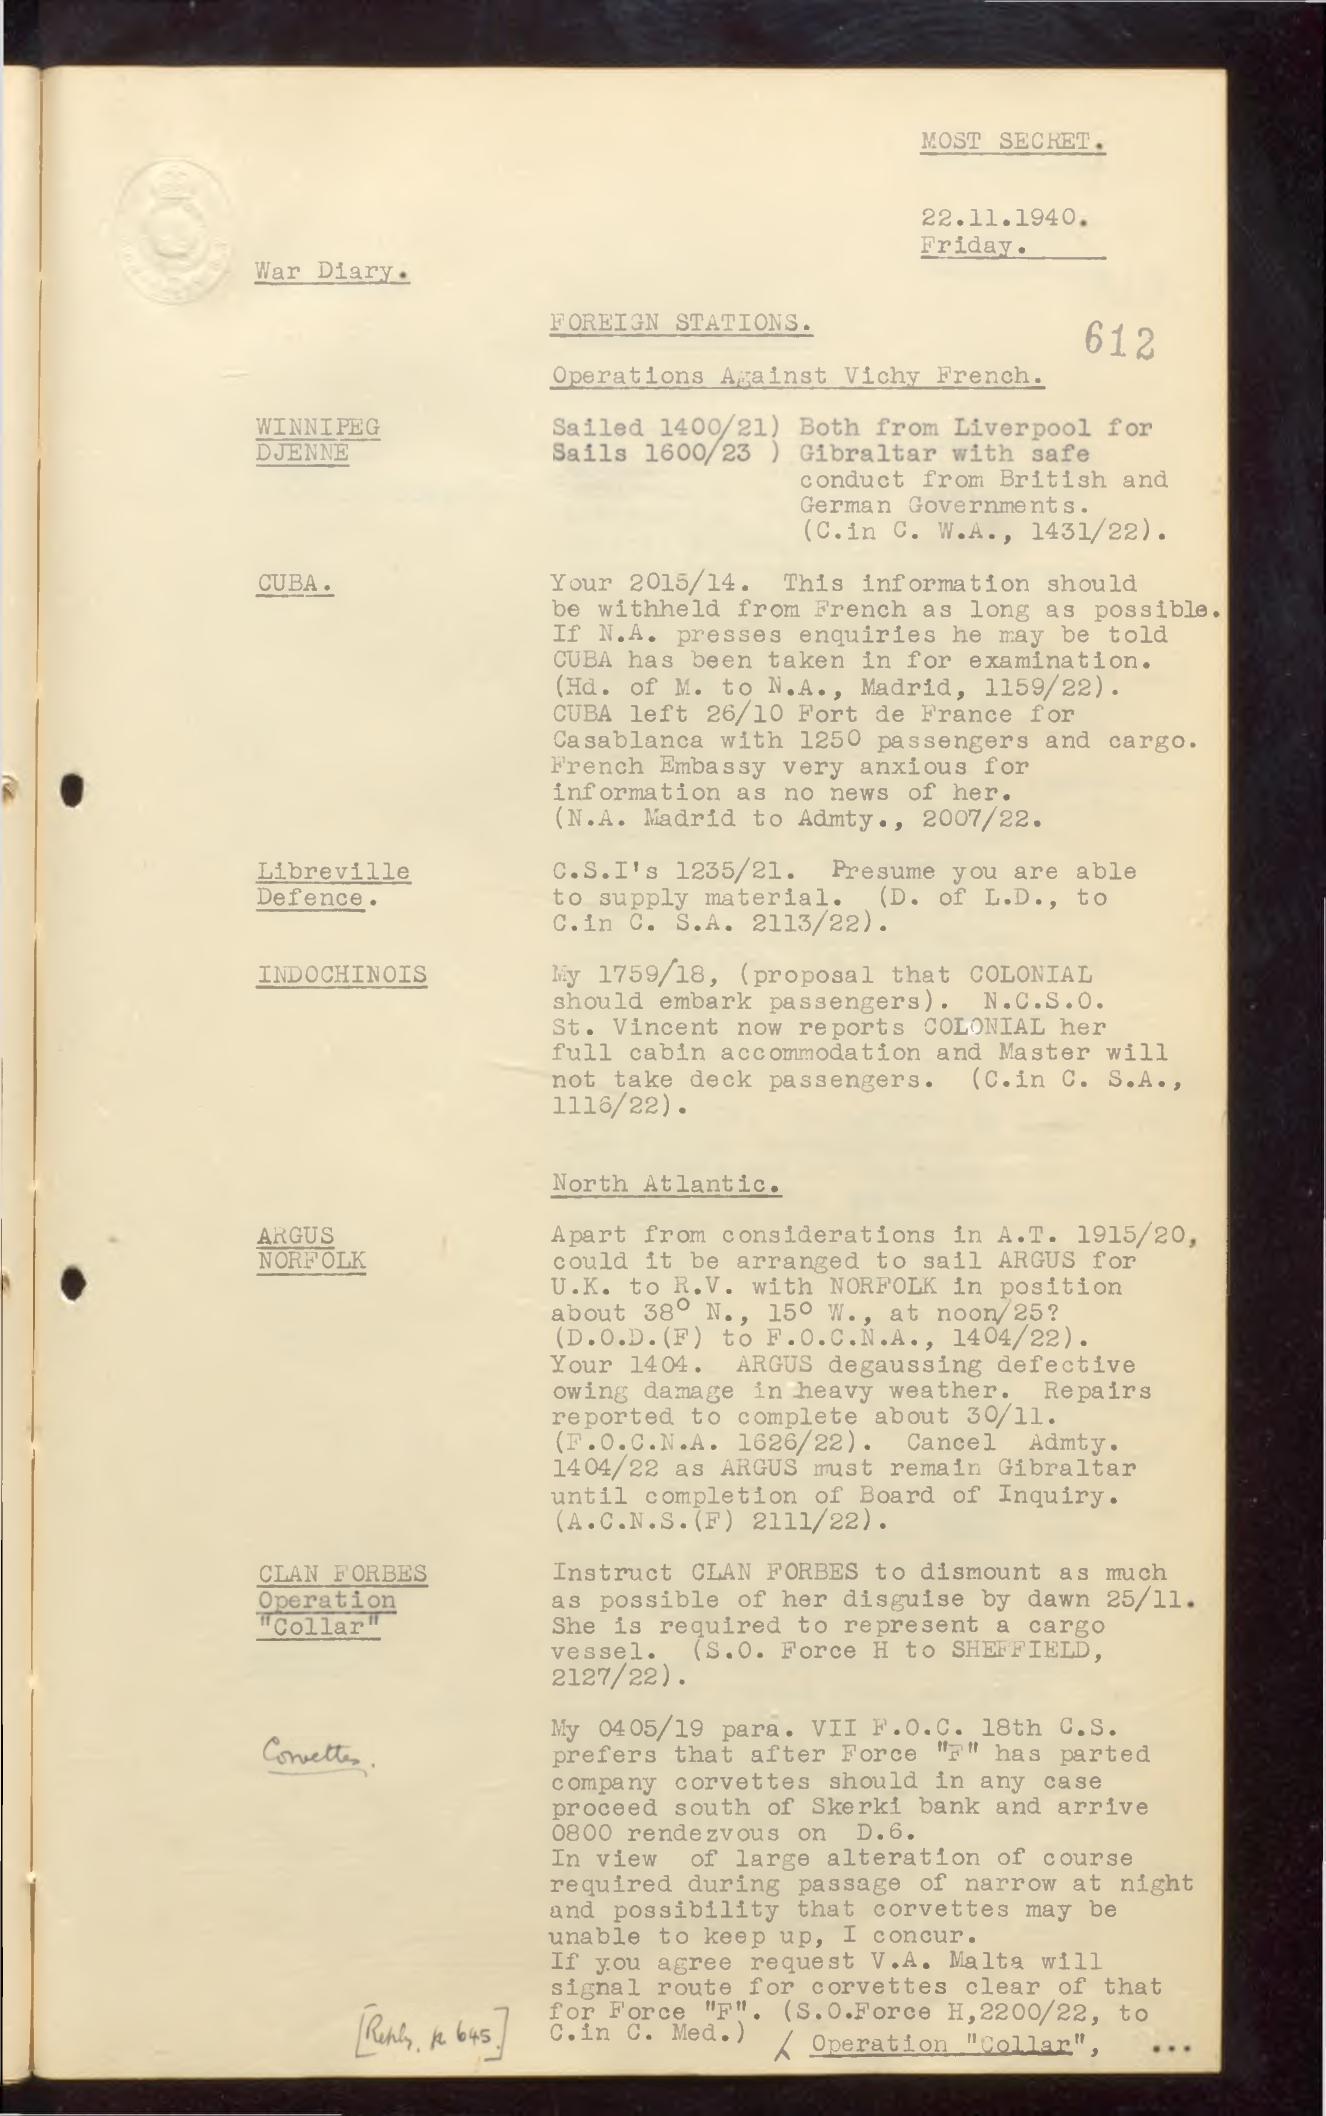 MOST SECRET.
22.11.1940.
Friday.
War Diary.
FOREIGN STATIONS.
612
Operations Against Vichy French.
WINNIPEG Sailed 1400/21) Both from Liverpool for
DJENNE Sails 1600/23 ) Gibraltar with safe
conduct from British and
German Governments.
(C.in C. W.A., 1431/22).
CUBA. Your 2015/14. This information should
be withheld from French as long as possible.
If N.A. presses enquiries he may be told
CUBA has been taken in for examination.
(Hd. of M. to N.A., Madrid, 1159/22).
CUBA left 26/10 Fort de France for
Casablanca with 1250 passengers and cargo.
French Embassy very anxious for
information as no news of her.
(N.A. Madrid to Admty., 2007/22.
Libreville C.S.I's 1235/21. Presume you are able
Defence. to supply material. (D. of L.D., to
C.in C. S.A. 2113/22).
INDOCHINOIS My 1759/18, (proposal that COLONIAL
should embark passengers). N.C.S.O.
St. Vincent now reports COLONIAL her
full cabin accommodation and Master will
not take deck passengers. (C.in C. S.A.,
1116/22).
North Atlantic.
ARGUS Apart from considerations in A.T. 1915/20,
NORFOLK could it be arranged to sail ARGUS for
U.K. to R.V. with NORFOLK in position
about 38° N., 15° W., at noon/25?
(D.O.D.(F) to F.O.C.N.A., 1404/22).
Your 1404. ARGUS degaussing defective
owing damage in heavy weather. Repairs
reported to complete about 30/11.
(F.O.C.N.A. 1626/22). Cancel Admty.
1404/22 as ARGUS must remain Gibraltar
until completion of Board of Inquiry.
(A.C.N.S.(F) 2111/22).
CLAN FORBES Instruct CLAN FORBES to dismount as much
Operation as possible of her disguise by dawn 25/11.
"Collar" She is required to represent a cargo
vessel. (S.O. Force H to SHEFFIELD,
2127/22).
My 0405/19 para. VII F.O.C. 18th C.S.
Corvettes. prefers that after Force "F" has parted
company corvettes should in any case
proceed south of Skerki bank and arrive
0800 rendezvous on D.6.
In view of large alteration of course
required during passage of narrow at night
and possibility that corvettes may be
unable to keep up, I concur.
If you agree request V.A. Malta will
signal route for corvettes clear of that
for Force "F". (S.O.Force H,2200/22, to
[Reply. p 645.] C.in C. Med.)
/ Operation "Collar", ...